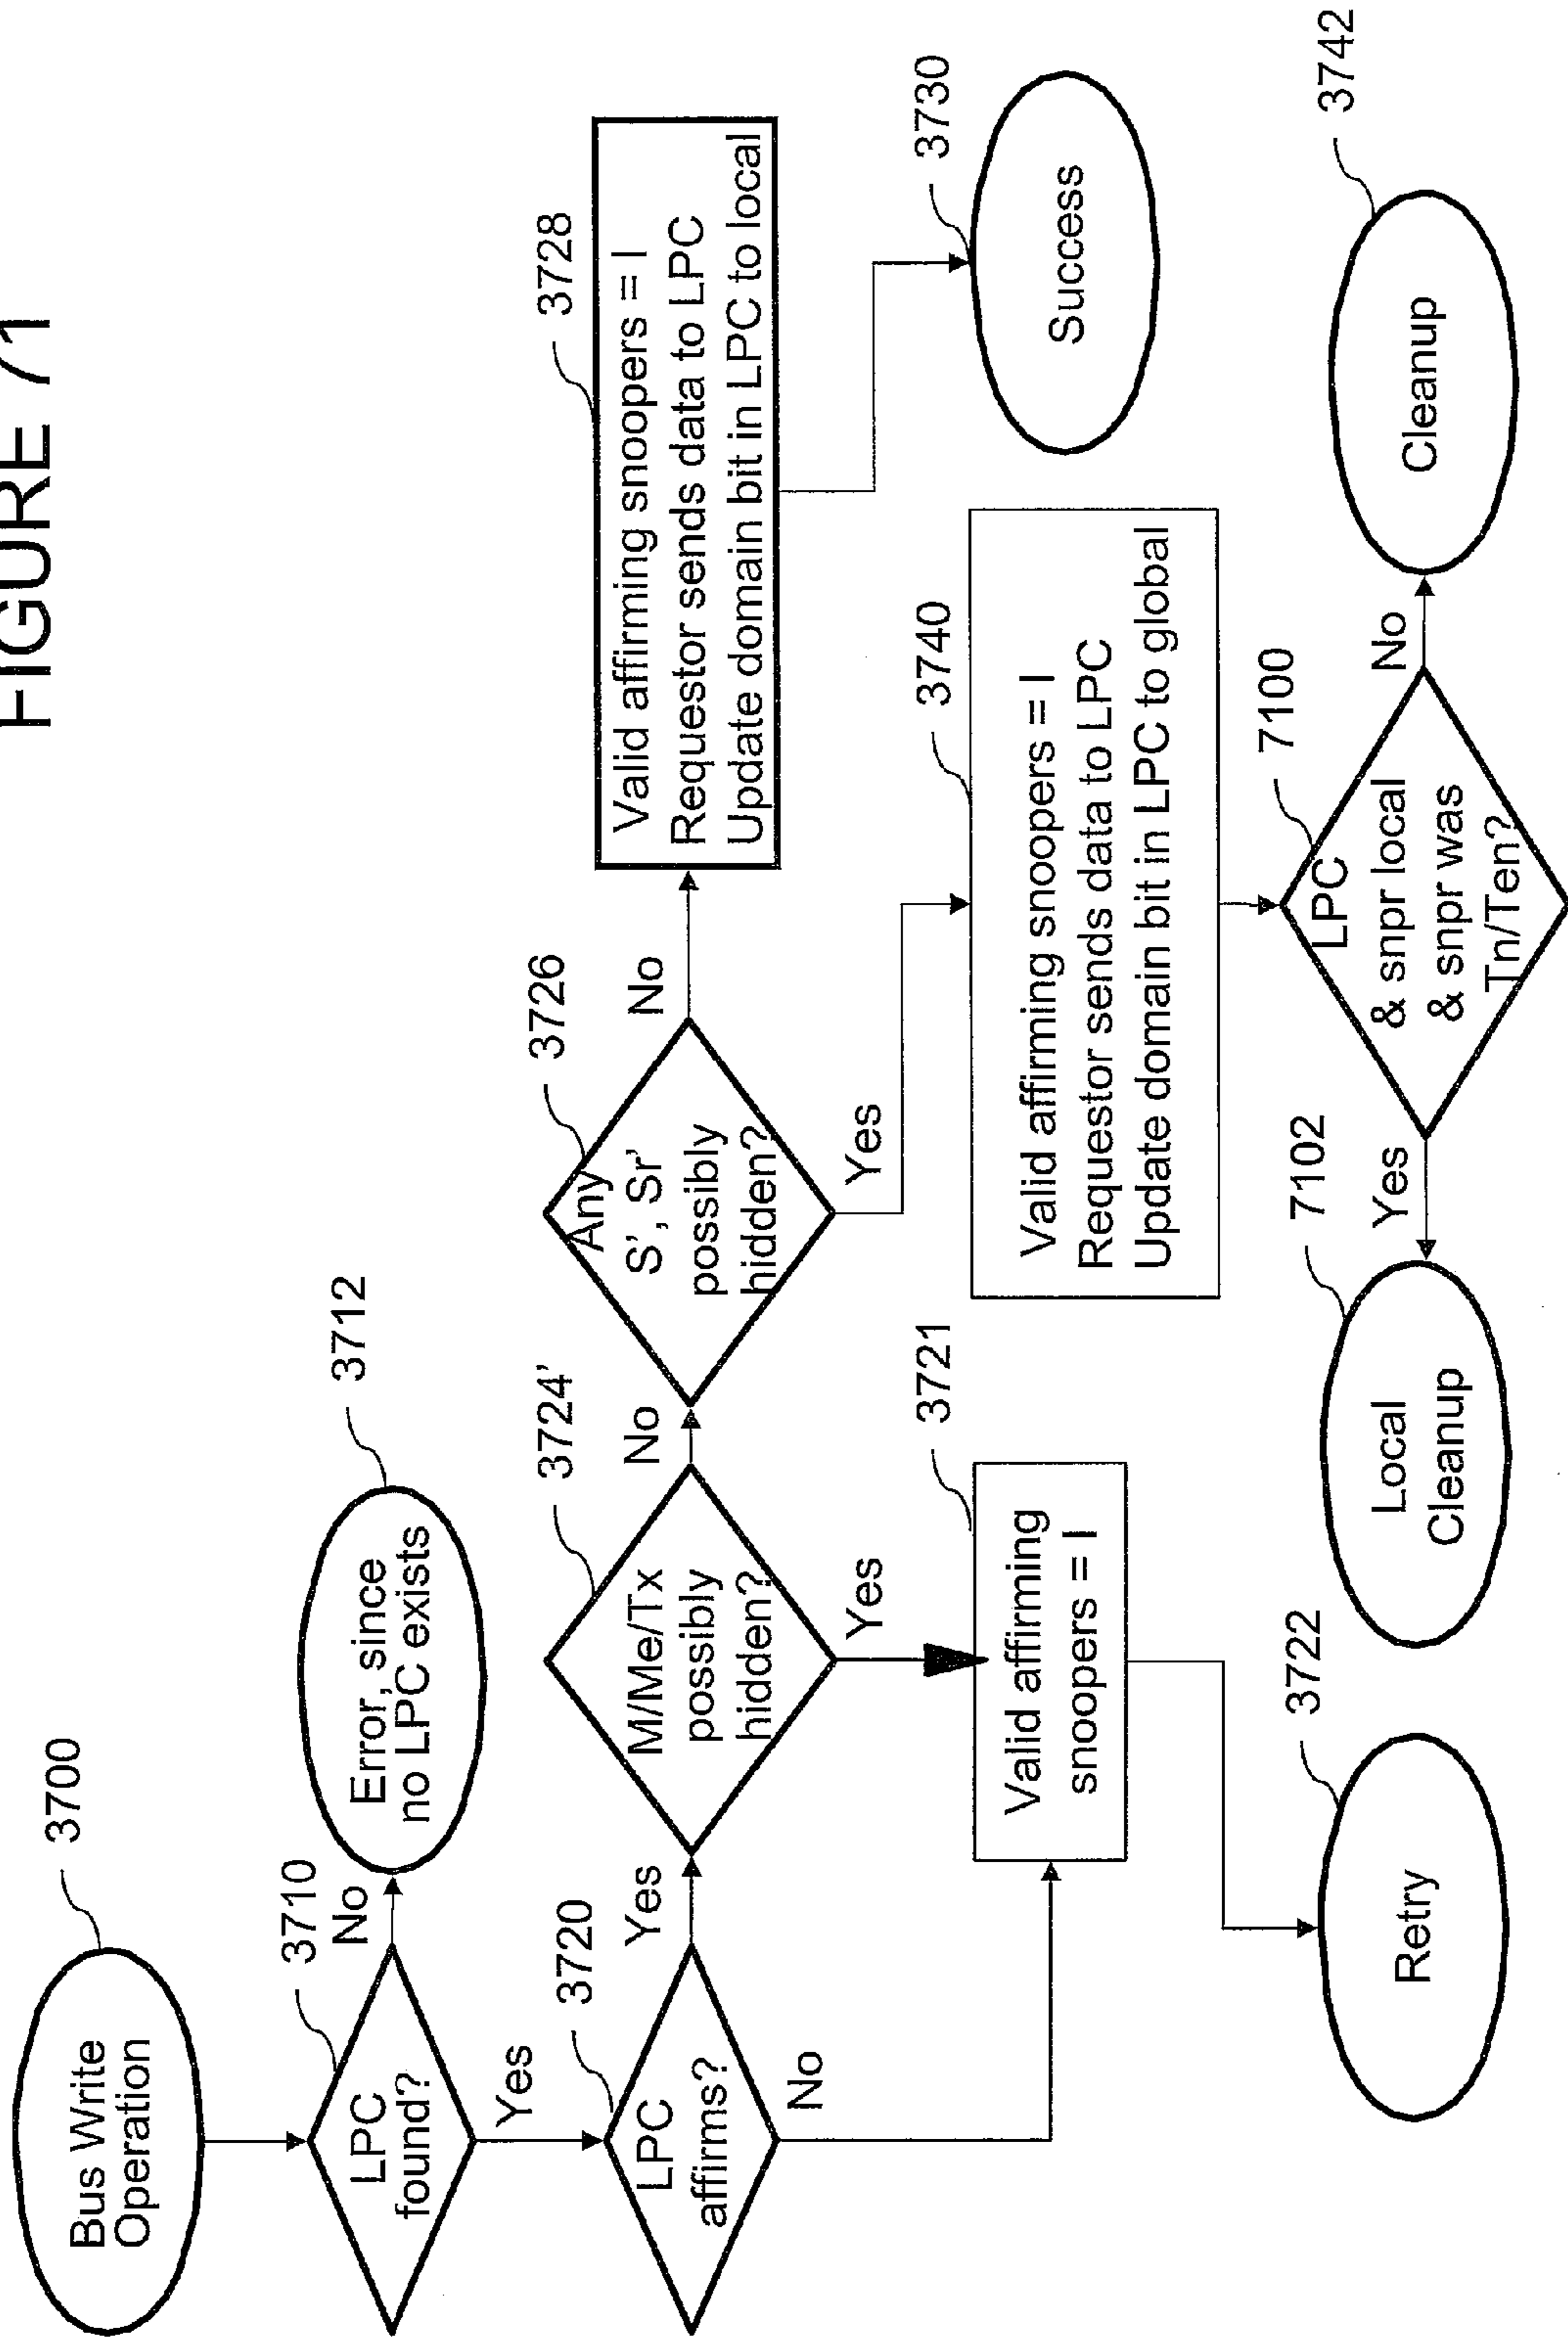 FIGURE 71
3700
Bus Write
Operation
3710
LPC
found?
No
3712
Error, since
no LPC exists
Yes
3720
LPC
affirms?
Yes
3724'
M/Me/Tx
possibly
hidden?
No
3726
Any
S', Sr'
possibly
hidden?
No
3728
Valid affirming snoopers = I
Requestor sends data to LPC
Update domain bit in LPC to local
No
Yes
3721
Valid affirming
snoopers = I
Yes
3740
Valid affirming snoopers = I
Requestor sends data to LPC
Update domain bit in LPC to global
3730
Success
3722
Retry
7102
Local
Cleanup
Yes
7100
LPC
& snpr local
& snpr was
Tn/Ten?
No
3742
Cleanup